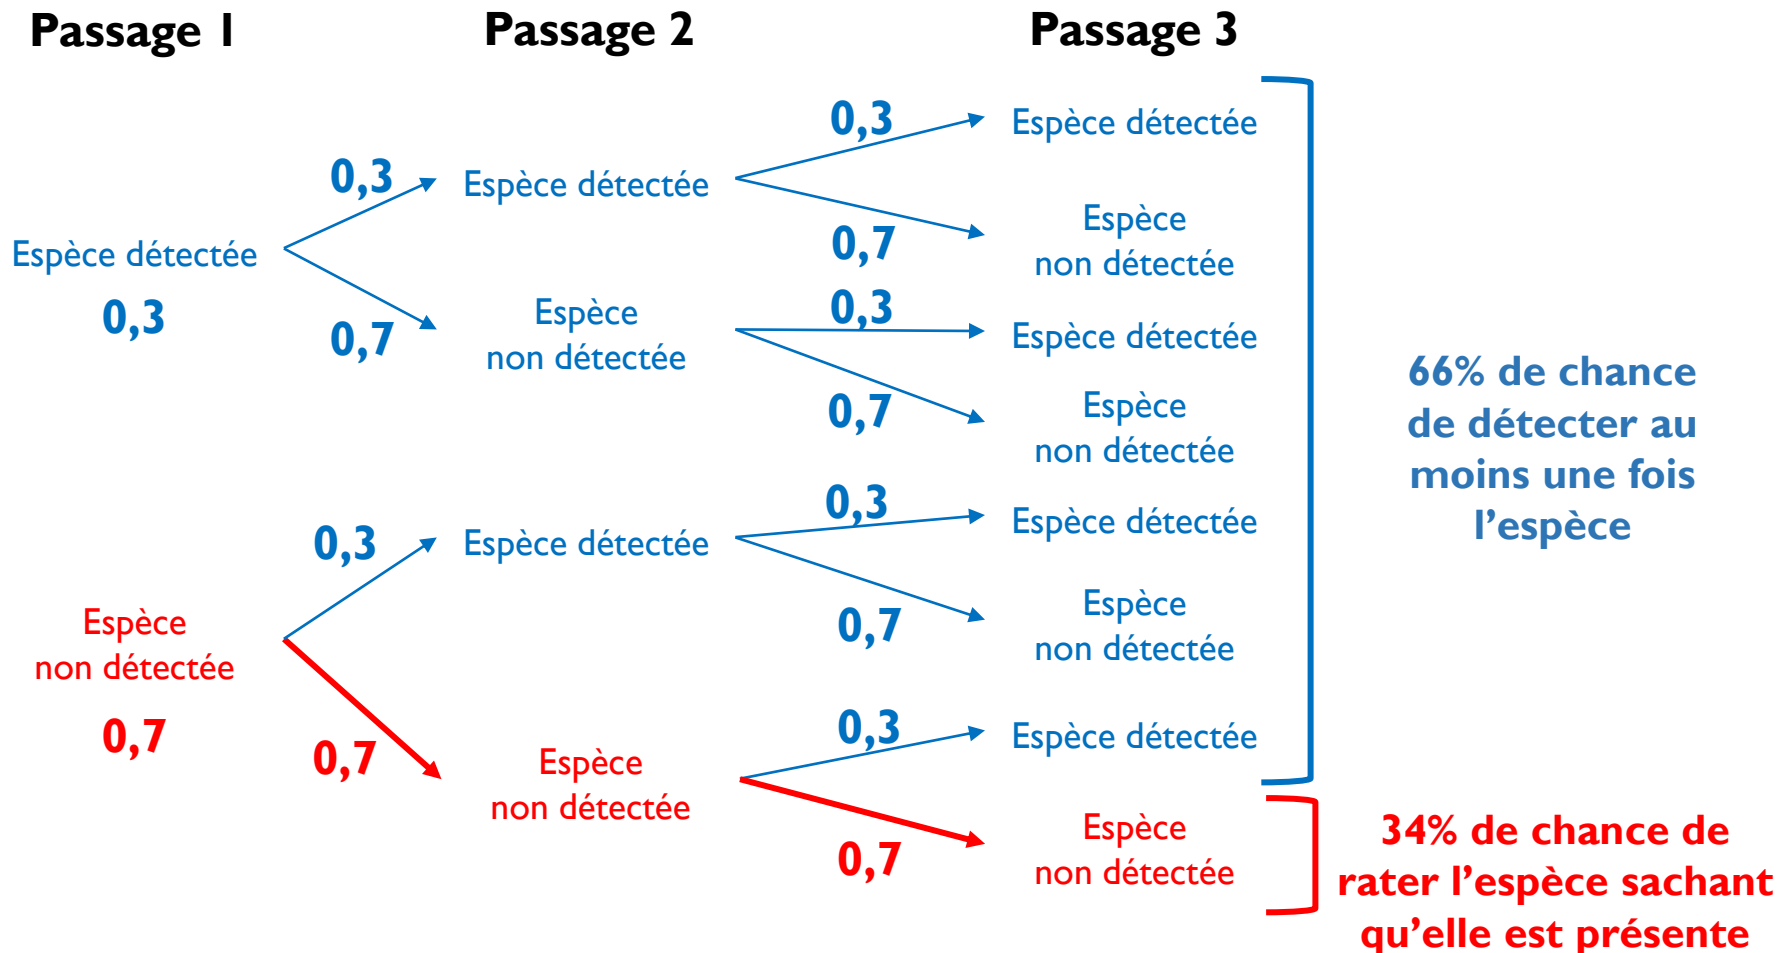 Passage 1
Passage 2
Passage 3
Espèce détectée
0,3
0,3
0,7
Espèce détectée
Espèce
non détectée
0,3
0,7
0,3
0,7
Espèce détectée
Espèce
non détectée
Espèce détectée
Espèce
non détectée
Espèce
non détectée
0,7
0,3
0,7
Espèce détectée
Espèce
non détectée
0,3
0,7
0,3
0,7
Espèce détectée
Espèce
non détectée
Espèce détectée
Espèce
non détectée
66% de chance
de détecter au
moins une fois
l’espèce
34% de chance de
rater l’espèce sachant
qu’elle est présente